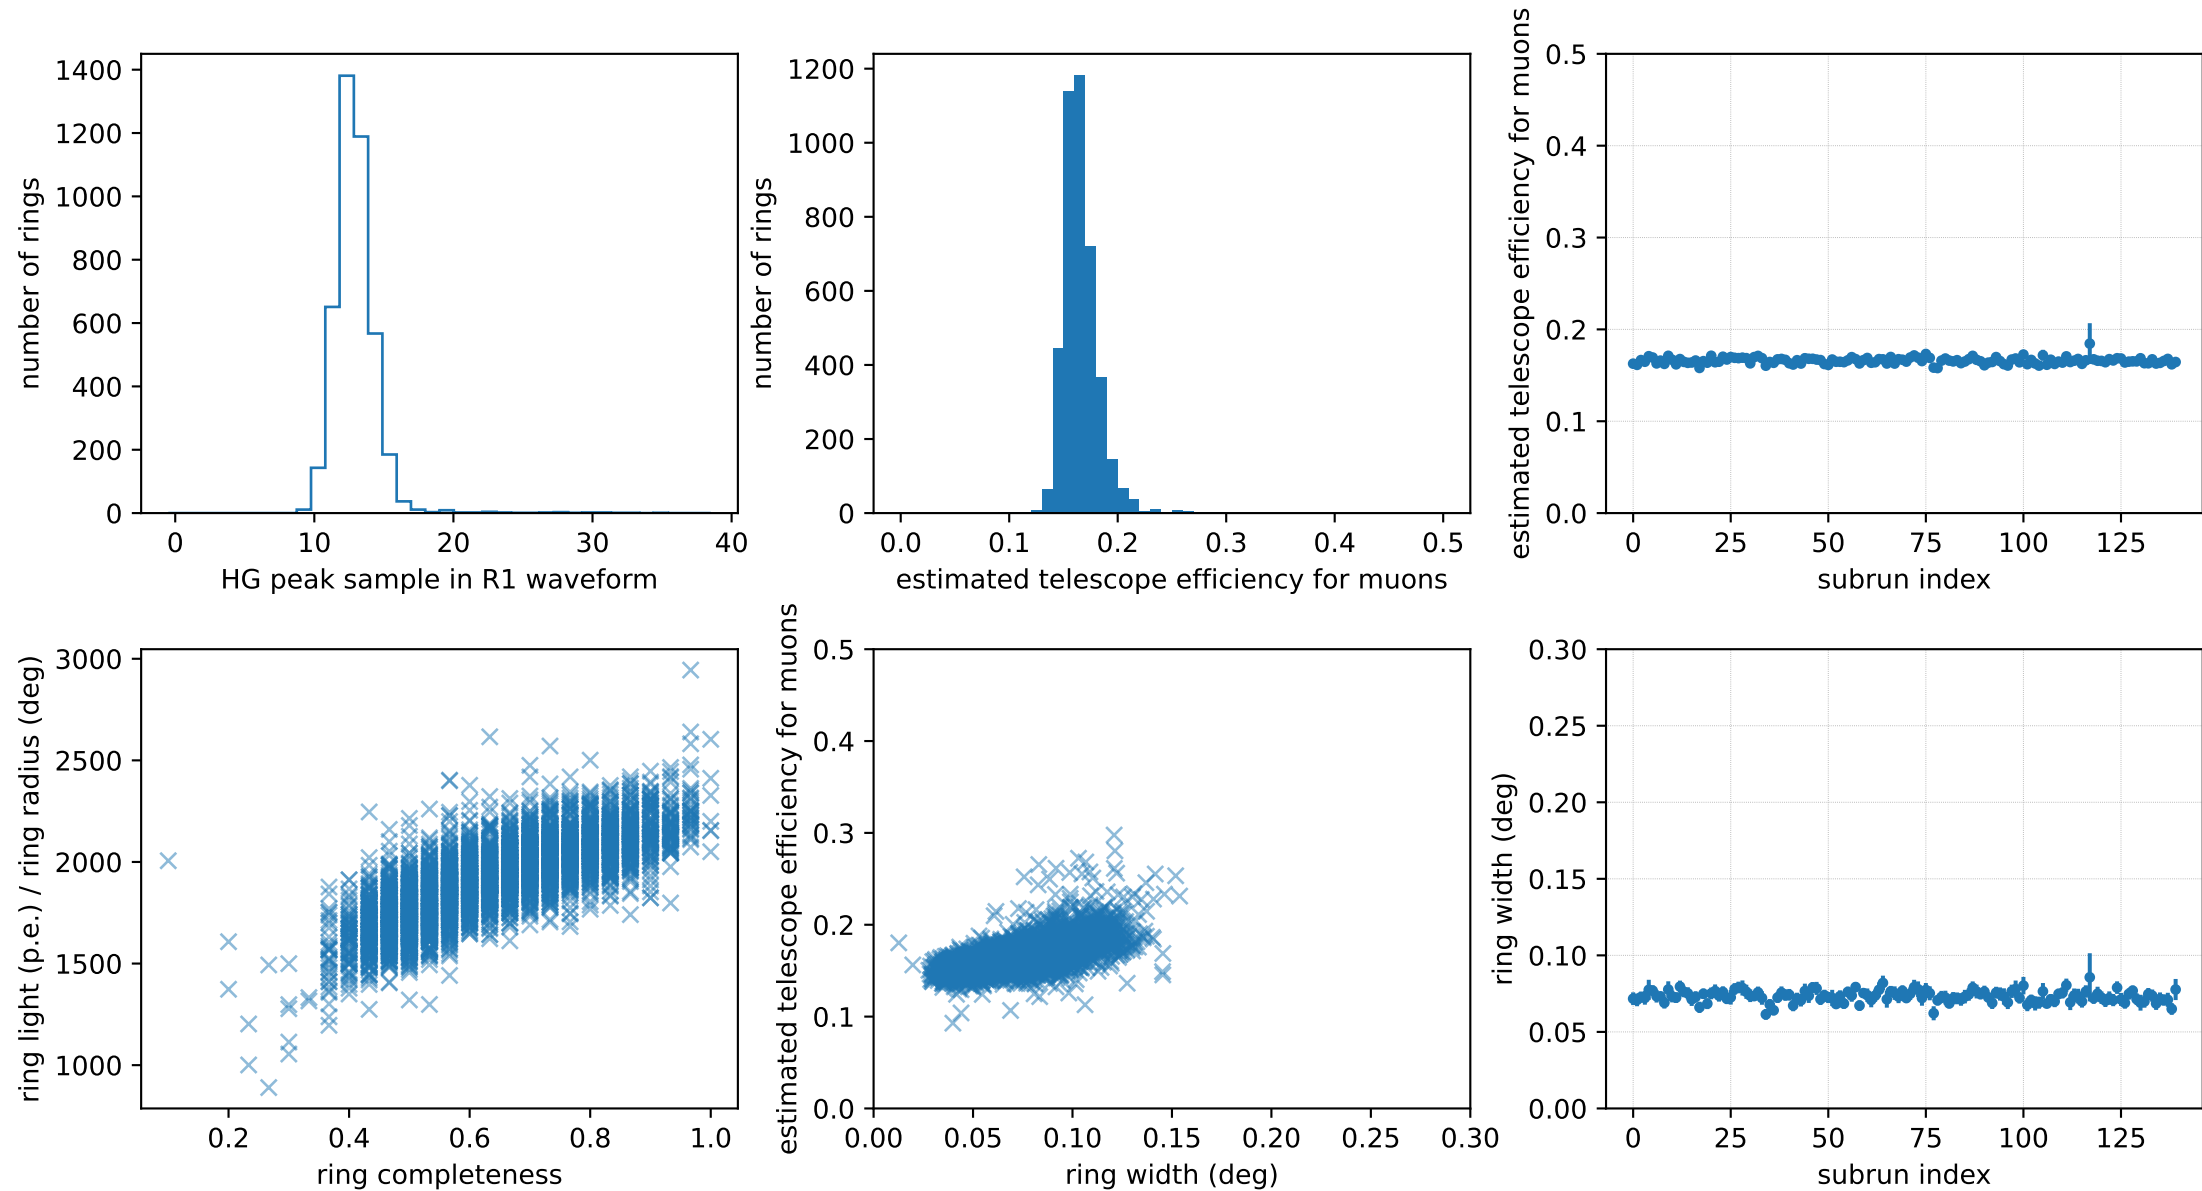 1400
1200
1000
800
600
400
200
0
number of rings
0 10 20 30 40
HG peak sample in R1 waveform
1200
1000
800
600
400
200
0
number of rings
0.0 0.1 0.2 0.3 0.4 0.5
estimated telescope efficiency for muons
0.5
0.4
0.3
0.2
0.1
0.0
estimated telescope efficiency for muons
0 25 50 75 100 125
subrun index
3000
2500
2000
1500
1000
ring light (p.e.) / ring radius (deg)
0.2 0.4 0.6 0.8 1.0
ring completeness
0.5
0.4
0.3
0.2
0.1
0.0
estimated telescope efficiency for muons
0.00 0.05 0.10 0.15 0.20 0.25 0.30
ring width (deg)
0.30
0.25
0.20
0.15
0.10
0.05
0.00
ring width (deg)
0 25 50 75 100 125
subrun index